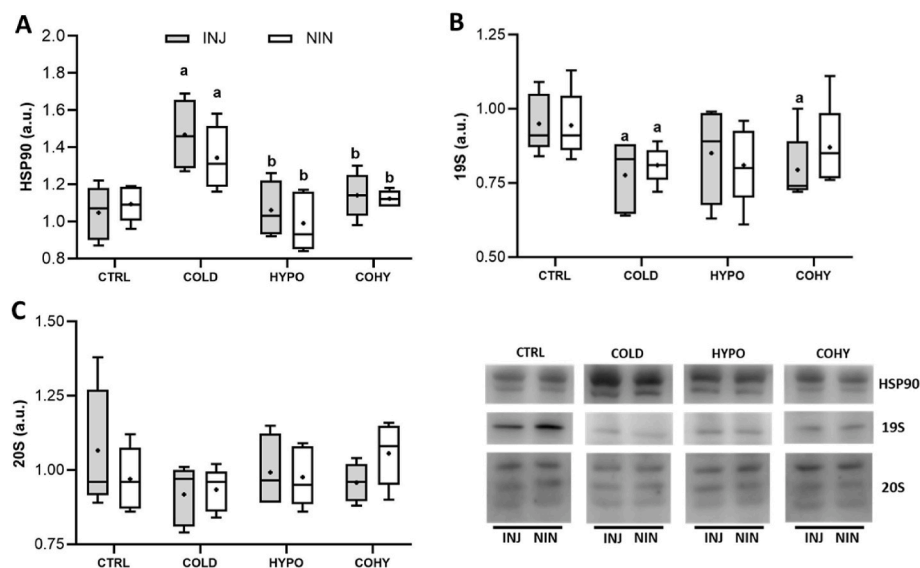 A
INJ NIN
HSP90 (a.u.)
2.0
1.8
1.6
1.4
1.2
1.0
0.8
a a
b b b b
CTRL COLD HYPO COHY
B
19S (a.u.)
1.25
1.00
0.75
0.50
a a a
CTRL COLD HYPO COHY
C
20S (a.u.)
1.50
1.25
1.00
0.75
CTRL COLD HYPO COHY
CTRL COLD HYPO COHY
HSP90
19S
20S
INJ NIN INJ NIN INJ NIN INJ NIN